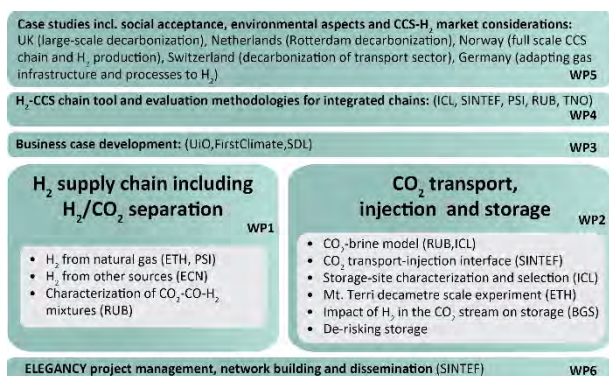 Case studies incl. social acceptance, environmental aspects and CCS-H₂ market considerations:
UK (large-scale decarbonization), Netherlands (Rotterdam decarbonization), Norway (full scale CCS
chain and H₂ production), Switzerland (decarbonization of transport sector), Germany (adapting gas
infrastructure and processes to H₂)
WP5
H₂-CCS chain tool and evaluation methodologies for integrated chains: (ICL, SINTEF, PSI, RUB, TNO)
WP4
Business case development: (UiO,FirstClimate,SDL)
WP3
H₂ supply chain including
H₂/CO₂ separation
WP1
• H₂ from natural gas (ETH, PSI)
• H₂ from other sources (ECN)
• Characterization of CO₂-CO-H₂
mixtures (RUB)
CO₂ transport,
injection and storage
WP2
• CO₂-brine model (RUB,ICL)
• CO₂ transport-injection interface (SINTEF)
• Storage-site characterization and selection (ICL)
• Mt. Terri decametre scale experiment (ETH)
• Impact of H₂ in the CO₂ stream on storage (BGS)
• De-risking storage
ELEGANCY project management, network building and dissemination (SINTEF)
WP6